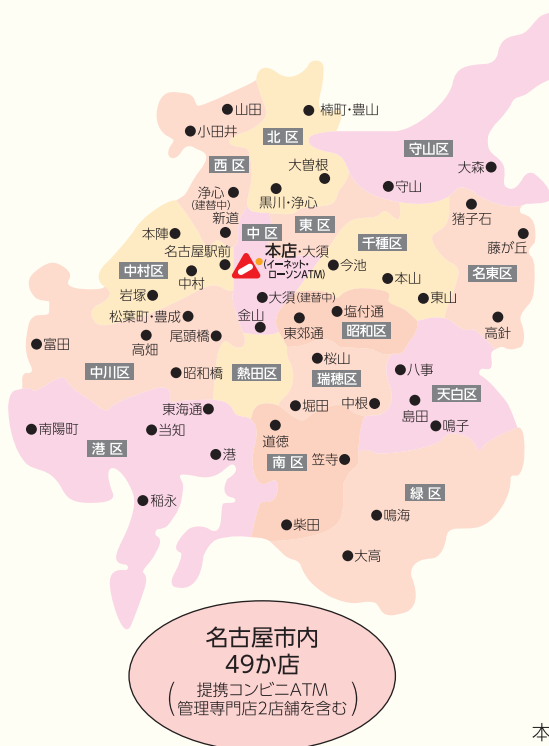 山田
楠町・豊山
小田井
北区
守山区
西区
大曽根
大森
守山
浄心
(建替中)
黒川・浄心
猪子石
新道
東区
中区
千種区
本陣
藤が丘
名古屋駅前
本店・大須
(イーネット・
ローソンATM)
今池
名東区
中村区
中村
本山
岩塚
大須(建替中)
東山
松葉町・豊成
金山
塩付通
高針
尾頭橋
東郊通
昭和区
富田
高畑
桜山
八事
中川区
昭和橋
熱田区
瑞穂区
天白区
東海通
堀田
中根
島田
南陽町
当知
道徳
鳴子
港区
港
南区
笠寺
緑区
稲永
鳴海
柴田
大高
名古屋市内
49か店
(提携コンビニATM
管理専門店2店舗を含む)
本